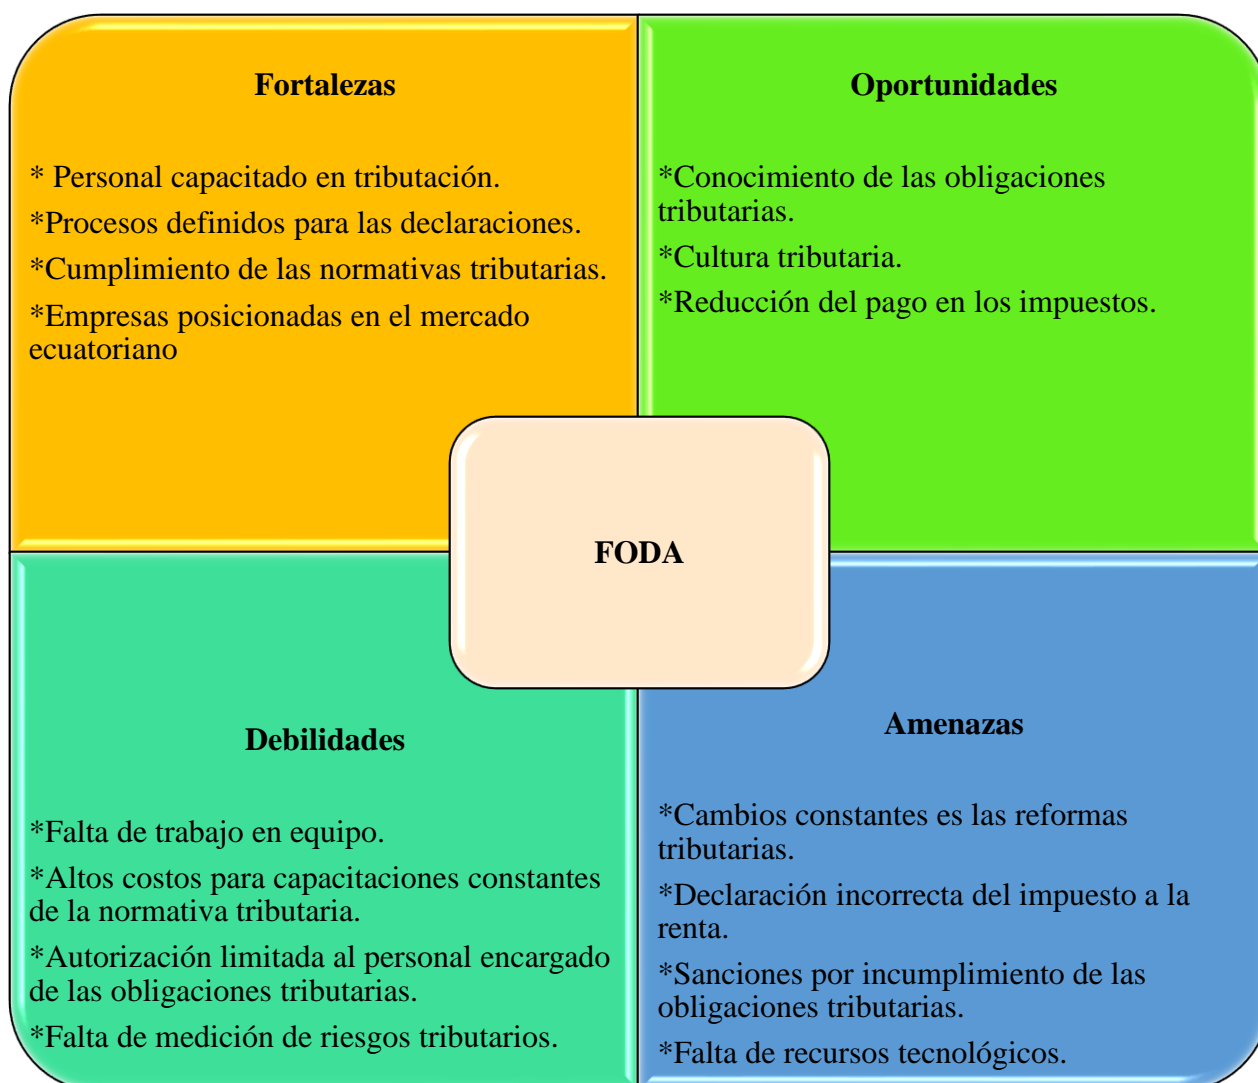 Fortalezas
* Personal capacitado en tributación.
*Procesos definidos para las declaraciones.
*Cumplimiento de las normativas tributarias.
*Empresas posicionadas en el mercado
ecuatoriano
Oportunidades
*Conocimiento de las obligaciones
tributarias.
*Cultura tributaria.
*Reducción del pago en los impuestos.
FODA
Debilidades
*Falta de trabajo en equipo.
*Altos costos para capacitaciones constantes
de la normativa tributaria.
*Autorización limitada al personal encargado
de las obligaciones tributarias.
*Falta de medición de riesgos tributarios.
Amenazas
*Cambios constantes es las reformas
tributarias.
*Declaración incorrecta del impuesto a la
renta.
*Sanciones por incumplimiento de las
obligaciones tributarias.
*Falta de recursos tecnológicos.